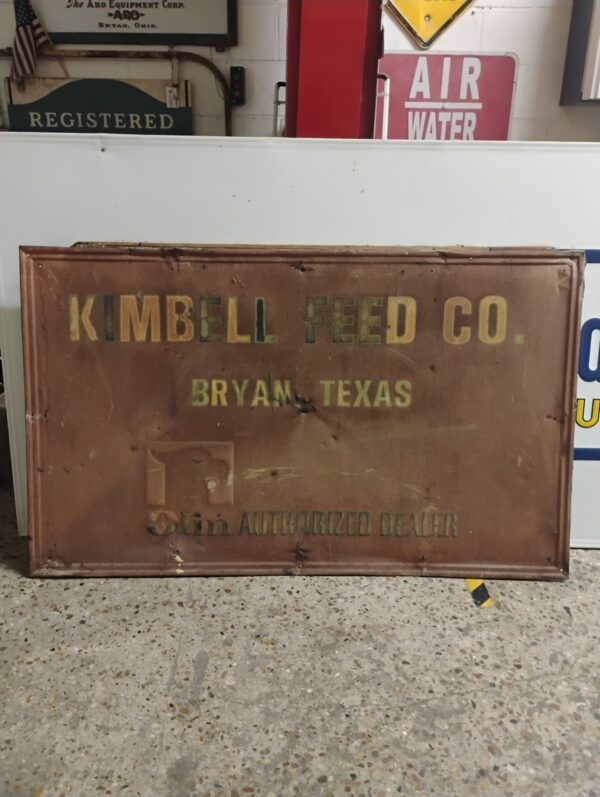 The Aro Equipment Corp.
ARO
Bryan, Ohio.
REGISTERED
AIR
WATER
KIMBELL FEED CO.
BRYAN, TEXAS
Olin AUTHORIZED DEALER